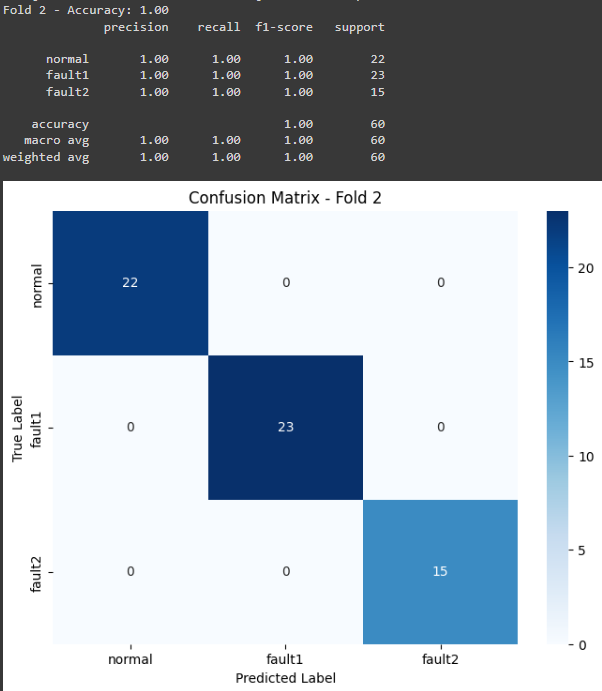 Fold 2 - Accuracy: 1.00
precision recall f1-score support
normal 1.00 1.00 1.00 22
fault1 1.00 1.00 1.00 23
fault2 1.00 1.00 1.00 15
accuracy 1.00 60
macro avg 1.00 1.00 1.00 60
weighted avg 1.00 1.00 1.00 60
Confusion Matrix - Fold 2
normal 22 0 0
fault1 0 23 0
fault2 0 0 15
True Label
normal fault1 fault2
Predicted Label
20
15
10
5
0